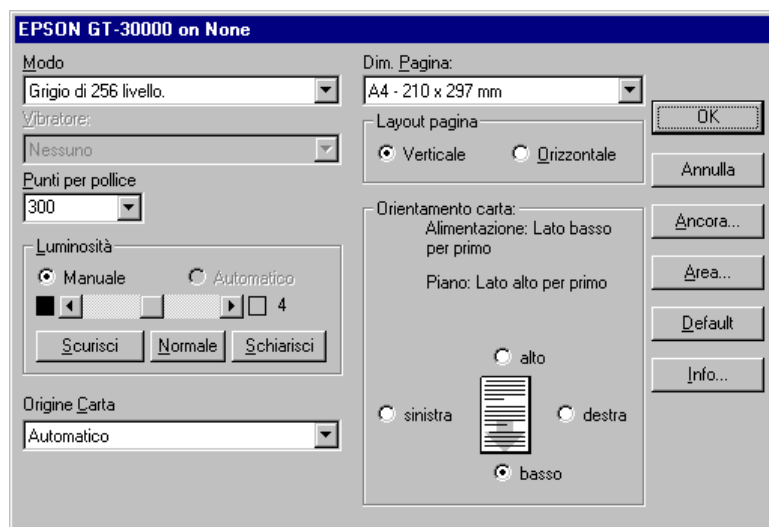 EPSON GT-30000 on None
Modo
Grigio di 256 livello.
Vibratore:
Nessuno
Punti per pollice
300
Luminosità
Manuale
Automatico
4
Scurisci
Normale
Schiarisci
Origine Carta
Automatico
Dim. Pagina:
A4 - 210 x 297 mm
Layout pagina
Verticale
Orizzontale
Orientamento carta:
Alimentazione: Lato basso
per primo
Piano: Lato alto per primo
alto
sinistra
destra
basso
OK
Annulla
Ancora...
Area...
Default
Info...